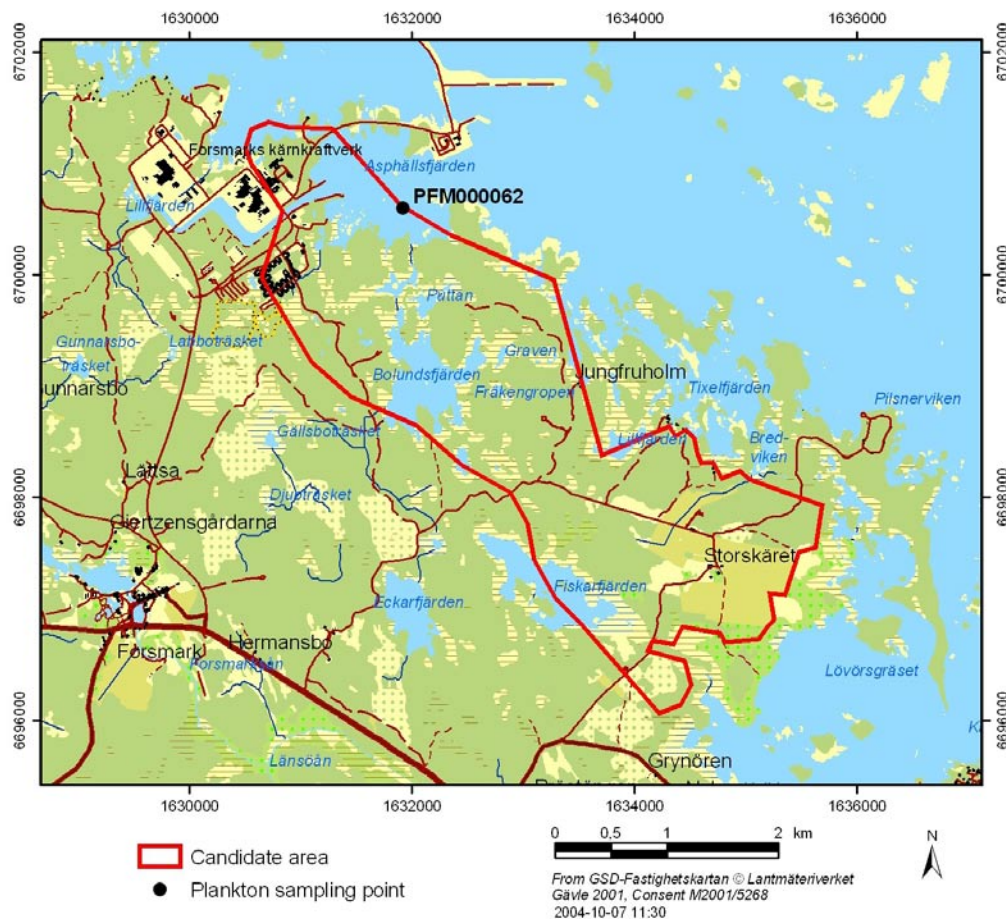 1630000 1632000 1634000 1636000
6702000 6702000
Forsmarks kärnkraftverk
Asphällsfjärden
PFM000062
Lillfjärden
6700000 6700000
Puttan
Gunnarsbo-
träsket
Labboträsket
Graven
Bolundsfjärden
Jungfruholm
Fräkengropen
Tixelfjärden
unnarsbo
Pilsnerviken
Gällsboträsket
Lillfjärden
Bred-
viken
Lättsa
Djupträsket
6698000 6698000
Gjertzensgårdarna
Storskäret
Fiskarfjärden
Eckarfjärden
Hermansbo
Forsmark
Forsmarksån
Lövörsgräset
6696000 6696000
Länsöån
Grynören
1630000 1632000 1634000 1636000
Candidate area
Plankton sampling point
0 0,5 1 2 km
N
From GSD-Fastighetskartan © Lantmäteriverket
Gävle 2001, Consent M2001/5268
2004-10-07 11:30